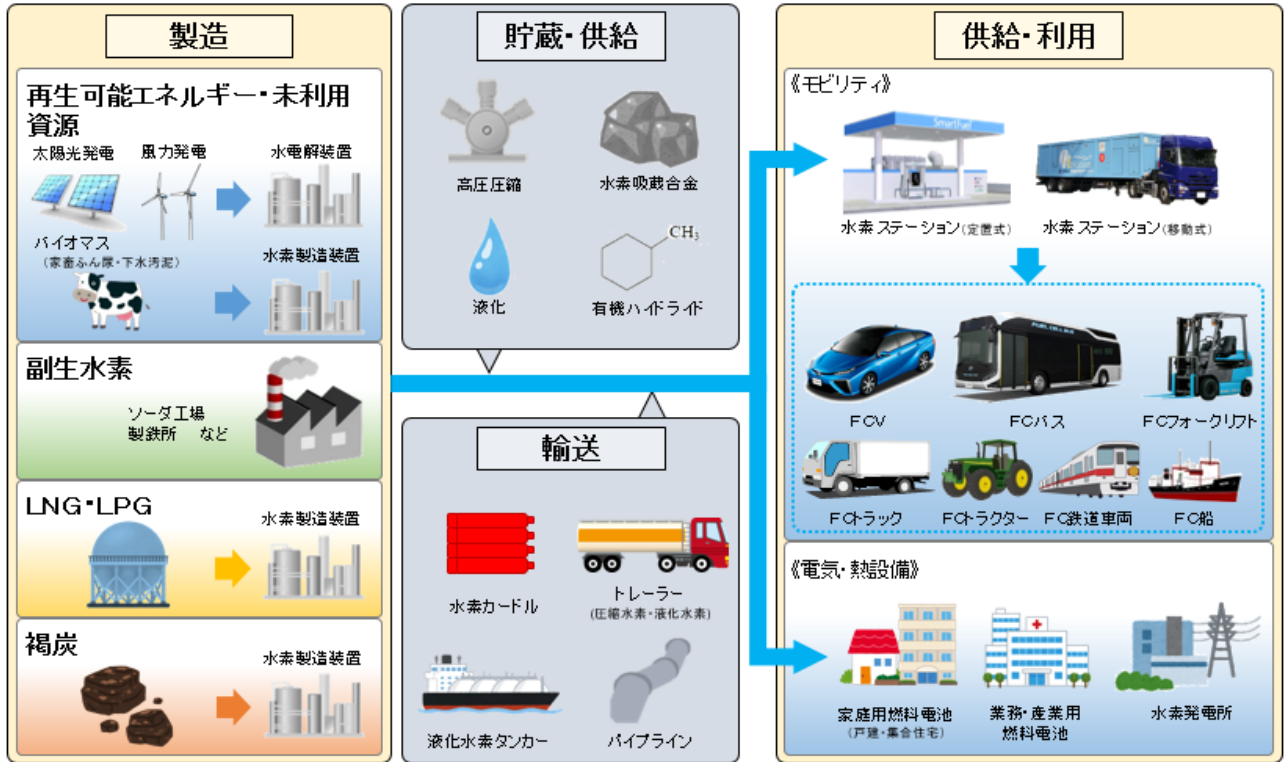 製造
再生可能エネルギー・未利用
資源
太陽光発電
風力発電
水電解装置
バイオマス
(家畜ふん尿・下水汚泥)
水素製造装置
副生水素
ソーダ工場
製鉄所 など
LNG・LPG
水素製造装置
褐炭
水素製造装置
貯蔵・供給
高圧圧縮
水素吸蔵合金
CH₃
液化
有機ハイドライド
輸送
水素カードル
トレーラー
(圧縮水素・液化水素)
液化水素タンカー
パイプライン
供給・利用
《モビリティ》
SmartFuel
水素ステーション(定置式)
水素ステーション(移動式)
FUEL CELL BUS
FCV
FCバス
FCフォークリフト
FCトラック
FCトラクター
FC鉄道車両
FC船
《電気・熱設備》
家庭用燃料電池
(戸建・集合住宅)
業務・産業用
燃料電池
水素発電所